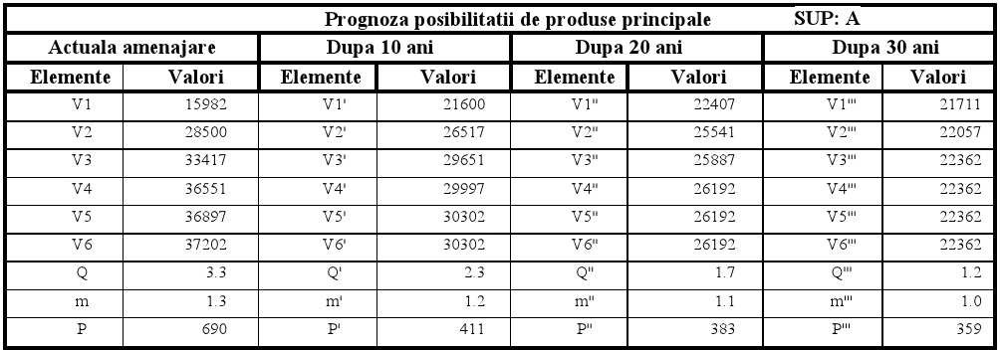 Prognoza posibilitatii de produse principale SUP: A
Actuala amenajare Dupa 10 ani Dupa 20 ani Dupa 30 ani
Elemente Valori Elemente Valori Elemente Valori Elemente Valori
V1 15982 V1' 21600 V1'' 22407 V1''' 21711
V2 28500 V2' 26517 V2'' 25541 V2''' 22057
V3 33417 V3' 29651 V3'' 25887 V3''' 22362
V4 36551 V4' 29997 V4'' 26192 V4''' 22362
V5 36897 V5' 30302 V5'' 26192 V5''' 22362
V6 37202 V6' 30302 V6'' 26192 V6''' 22362
Q 3.3 Q' 2.3 Q'' 1.7 Q''' 1.2
m 1.3 m' 1.2 m'' 1.1 m''' 1.0
P 690 P' 411 P'' 383 P''' 359